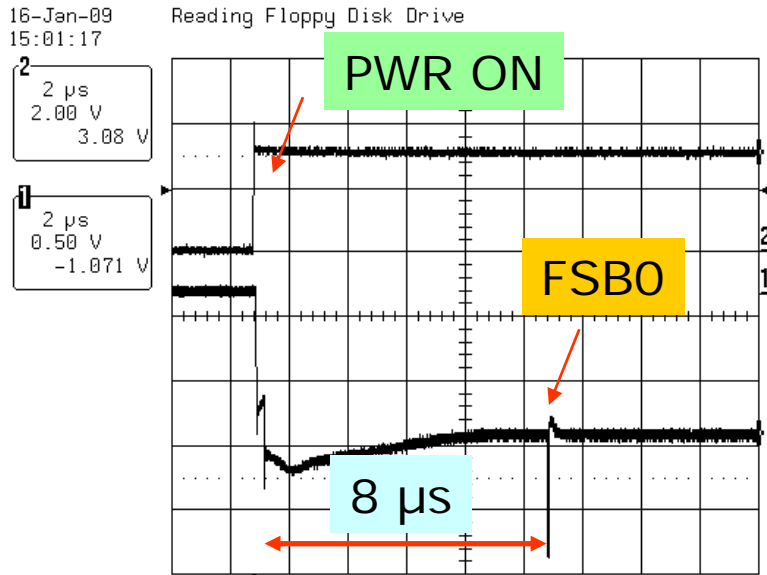 16-Jan-09 Reading Floppy Disk Drive
15:01:17
2
2 µs
2.00 V
3.08 V
PWR ON
1
2 µs
0.50 V
-1.071 V
2
1
FSB0
8 µs